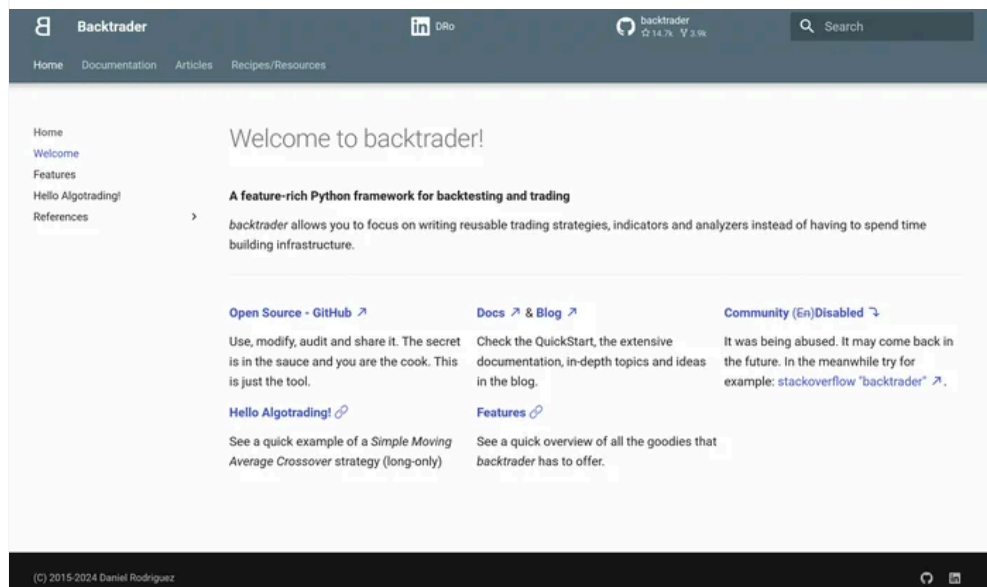 Backtrader
DRo
backtrader
14.7k 3.9k
Search
Home Documentation Articles Recipes/Resources
Home
Welcome
Features
Hello Algotrading!
References
Welcome to backtrader!
A feature-rich Python framework for backtesting and trading
backtrader allows you to focus on writing reusable trading strategies, indicators and analyzers instead of having to spend time
building infrastructure.
Open Source - GitHub
Use, modify, audit and share it. The secret
is in the sauce and you are the cook. This
is just the tool.
Docs & Blog
Check the QuickStart, the extensive
documentation, in-depth topics and ideas
in the blog.
Community (En)Disabled
It was being abused. It may come back in
the future. In the meanwhile try for
example: stackoverflow "backtrader" .
Hello Algotrading!
See a quick example of a Simple Moving
Average Crossover strategy (long-only)
Features
See a quick overview of all the goodies that
backtrader has to offer.
(C) 2015-2024 Daniel Rodriguez